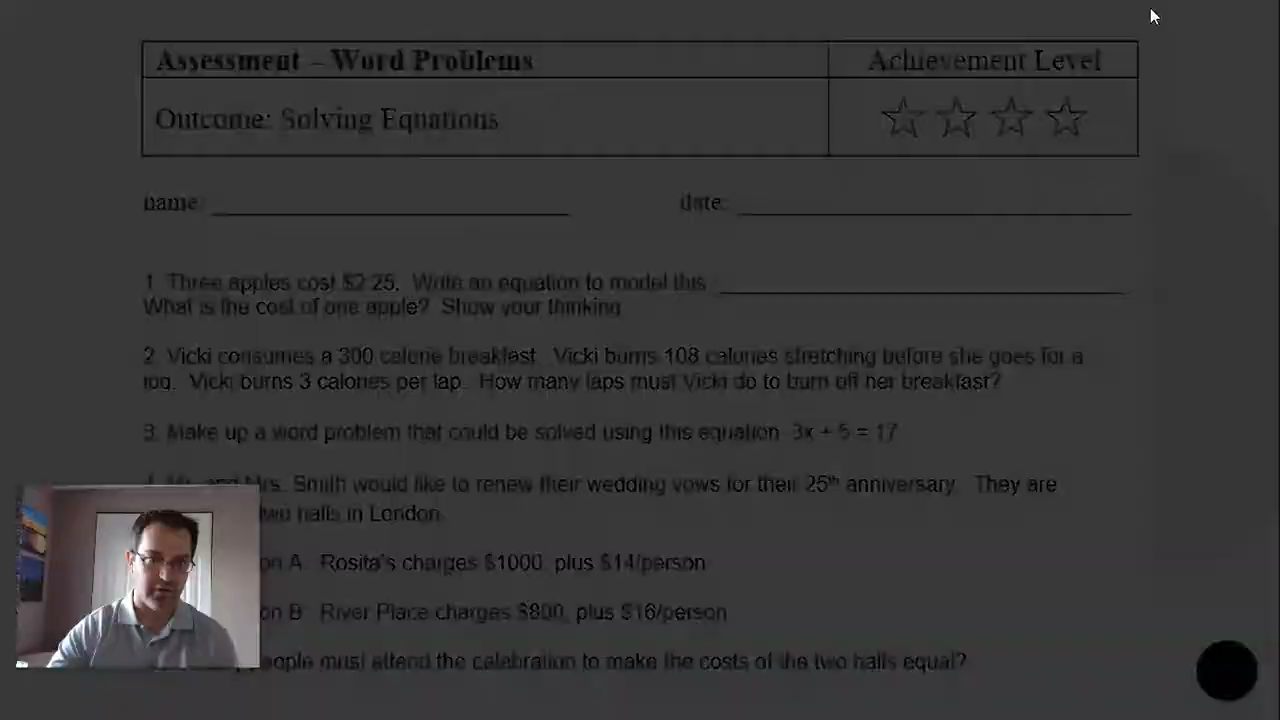 Assessment – Word Problems
Achievement Level
Outcome: Solving Equations
name:
date:
1. Three apples cost $2.25. Write an equation to model this
What is the cost of one apple? Show your thinking.
2. Vicki consumes a 300 calorie breakfast. Vicki burns 108 calories stretching before she goes for a
jog. Vicki burns 3 calories per lap. How many laps must Vicki do to burn off her breakfast?
3. Make up a word problem that could be solved using this equation 3x + 5 = 17
Mrs. Smith would like to renew their wedding vows for their 25th anniversary. They are
two halls in London.
on A: Rosita's charges $1000, plus $14/person
on B: River Place charges $800, plus $16/person
people must attend the celebration to make the costs of the two halls equal?